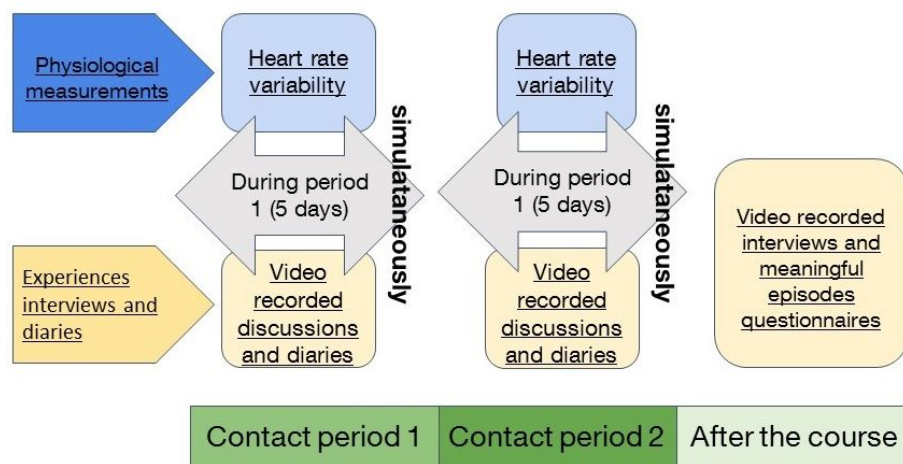 Physiological
measurements
Heart rate
variability
simulataneously
Heart rate
variability
simulataneously
During period
1 (5 days)
During period
1 (5 days)
Experiences
interviews and
diaries
Video
recorded
discussions
and diaries
Video
recorded
discussions
and diaries
Video recorded
interviews and
meaningful
episodes
questionnaires
Contact period 1
Contact period 2
After the course